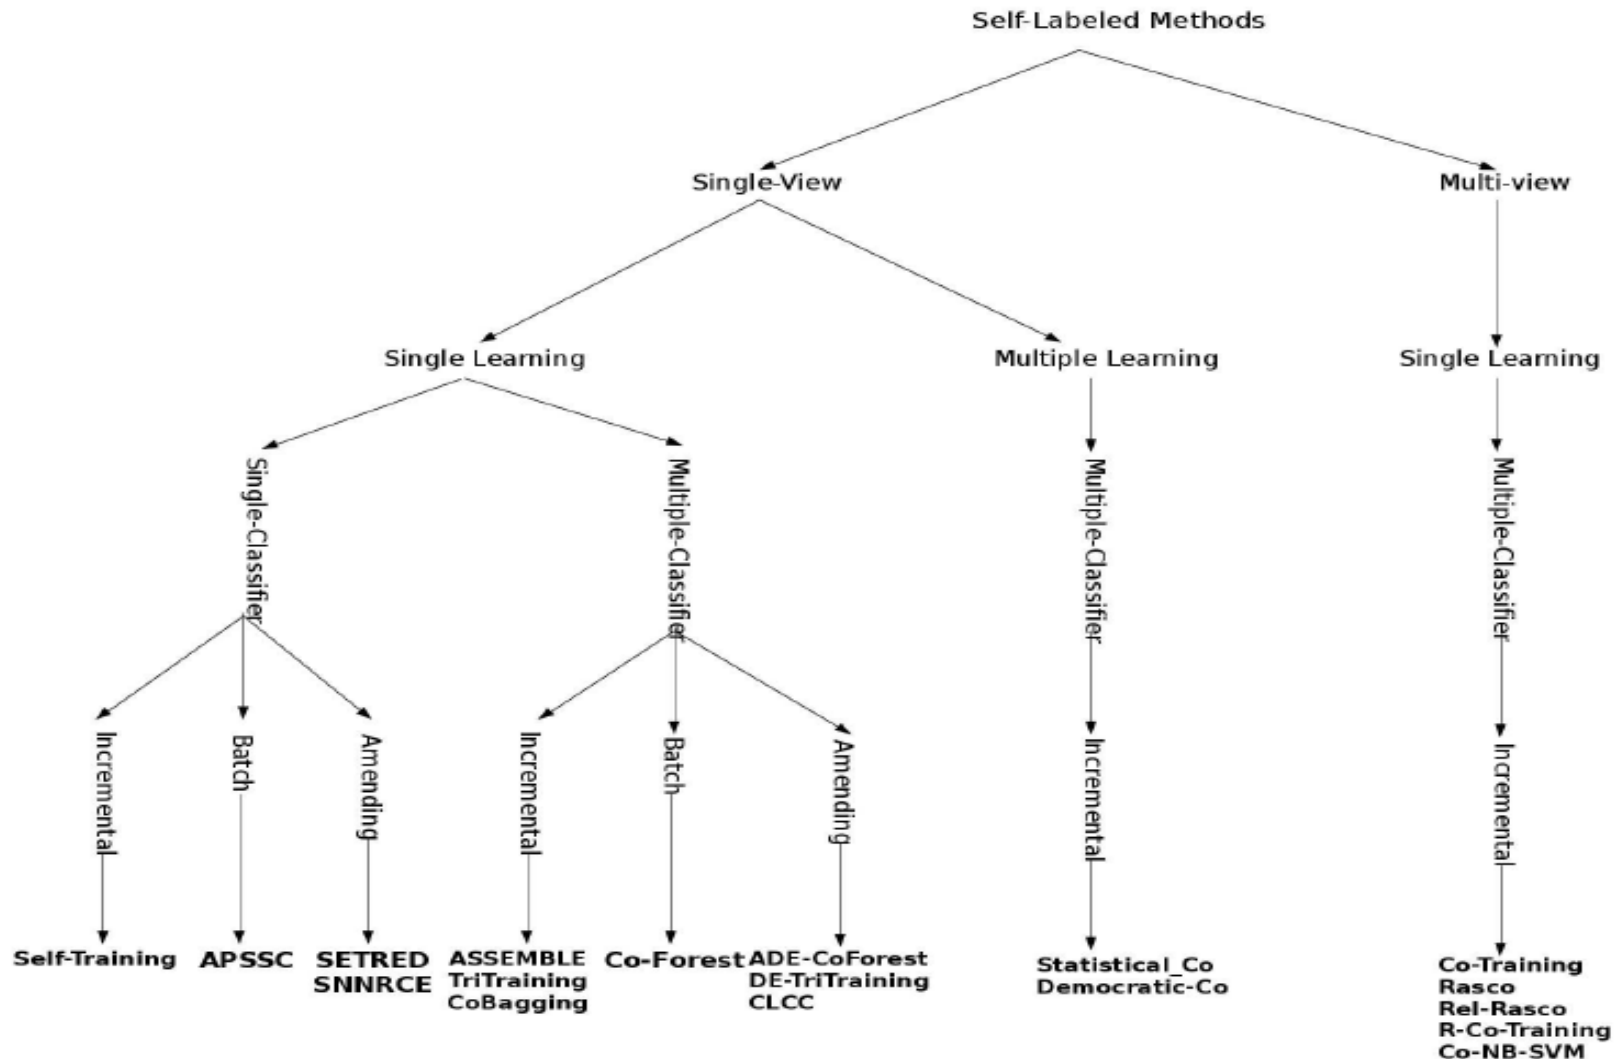 Self-Labeled Methods
Single-View
Multi-view
Single Learning
Multiple Learning
Single Learning
Single-Classifier
Multiple-Classifier
Multiple-Classifier
Multiple-Classifier
Incremental
Batch
Amending
Incremental
Batch
Amending
Incremental
Incremental
Self-Training
APSSC
SETRED
SNNRCE
ASSEMBLE
TriTraining
CoBagging
Co-Forest
ADE-CoForest
DE-TriTraining
CLCC
Statistical_Co
Democratic-Co
Co-Training
Rasco
Rel-Rasco
R-Co-Training
Co-NB-SVM